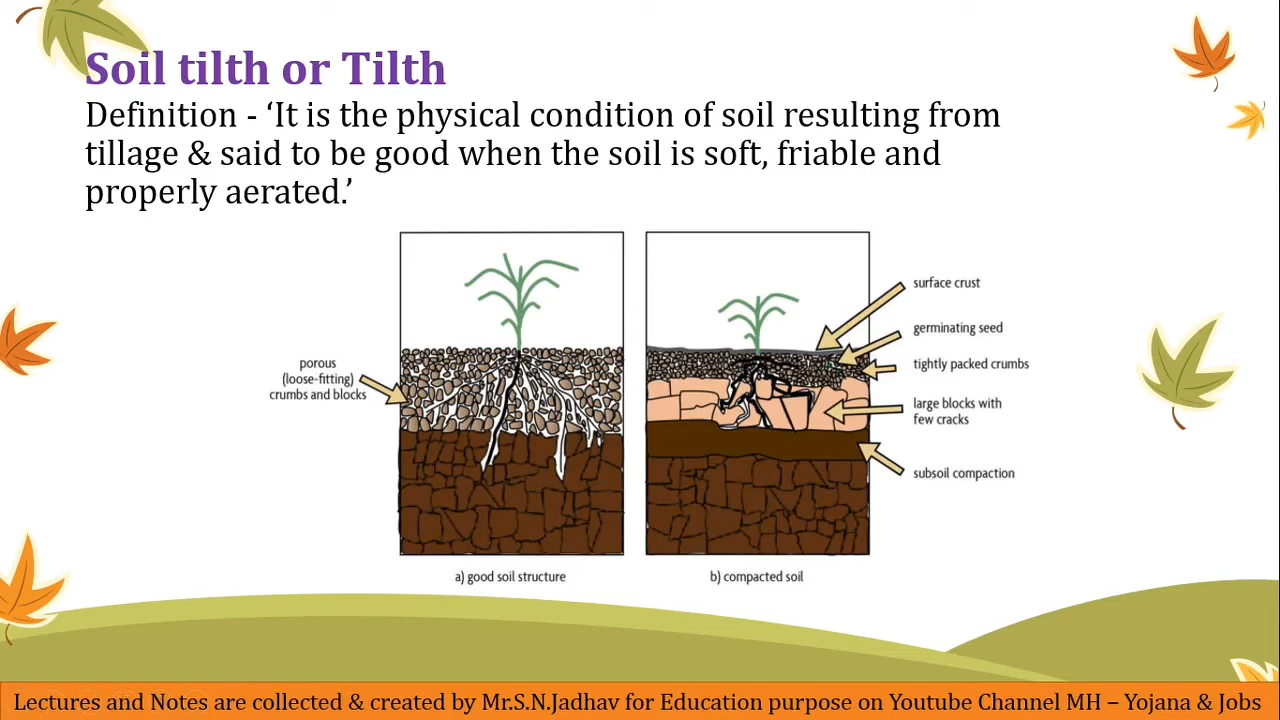 Soil tilth or Tilth
Definition - ‘It is the physical condition of soil resulting from
tillage & said to be good when the soil is soft, friable and
properly aerated.’
porous
(loose-fitting)
crumbs and blocks
surface crust
germinating seed
tightly packed crumbs
large blocks with
few cracks
subsoil compaction
a) good soil structure
b) compacted soil
Lectures and Notes are collected & created by Mr.S.N.Jadhav for Education purpose on Youtube Channel MH – Yojana & Jobs